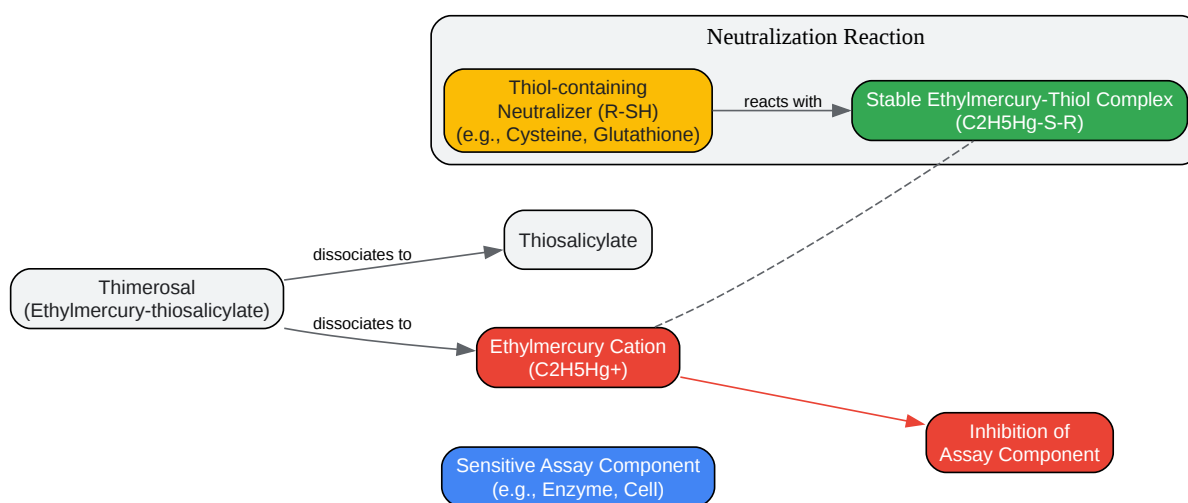 Neutralization Reaction
Thiol-containing
Neutralizer (R-SH)
(e.g., Cysteine, Glutathione)
reacts with
Stable Ethylmercury-Thiol Complex
(C2H5Hg-S-R)
Thiosalicylate
dissociates to
Thimerosal
(Ethylmercury-thiosalicylate)
dissociates to
Ethylmercury Cation
(C2H5Hg+)
Inhibition of
Assay Component
Sensitive Assay Component
(e.g., Enzyme, Cell)